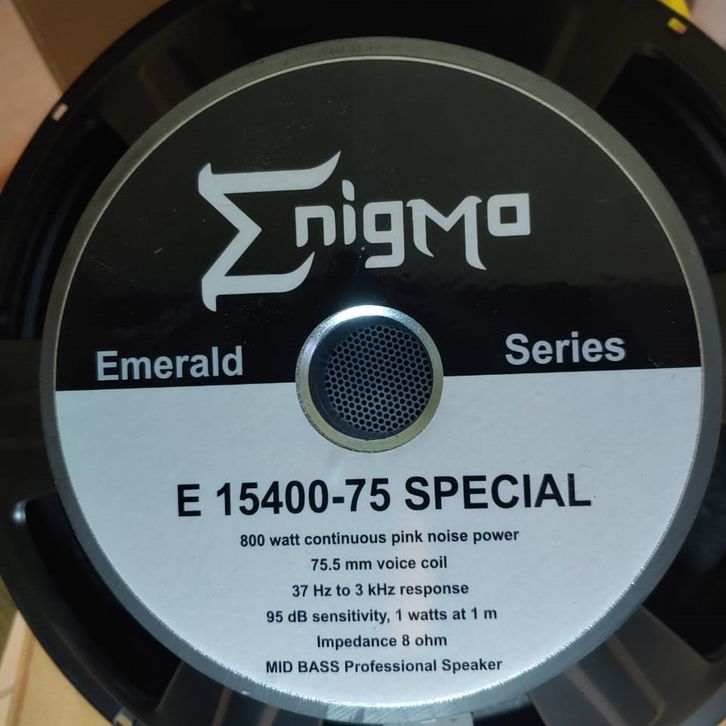 EnigMa
Emerald Series
E 15400-75 SPECIAL
800 watt continuous pink noise power
75.5 mm voice coil
37 Hz to 3 kHz response
95 dB sensitivity, 1 watts at 1 m
Impedance 8 ohm
MID BASS Professional Speaker